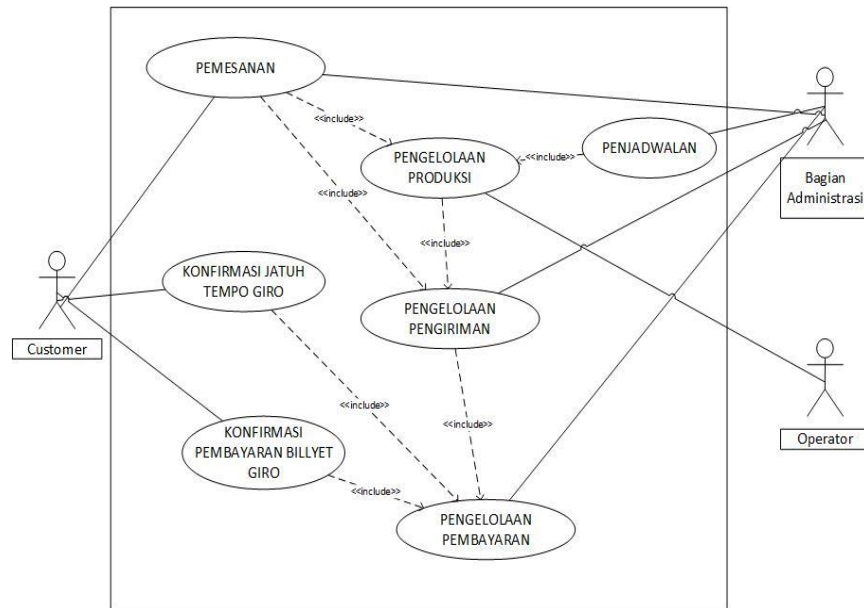 PEMESANAN
<<include>>
PENGELOLAAN
PRODUKSI
<<include>>
PENJADWALAN
Bagian
Administrasi
<<include>>
<<include>>
KONFIRMASI JATUH
TEMPO GIRO
PENGELOLAAN
PENGIRIMAN
Customer
<<include>>
<<include>>
KONFIRMASI
PEMBAYARAN BILLYET
GIRO
Operator
<<include>>
PENGELOLAAN
PEMBAYARAN